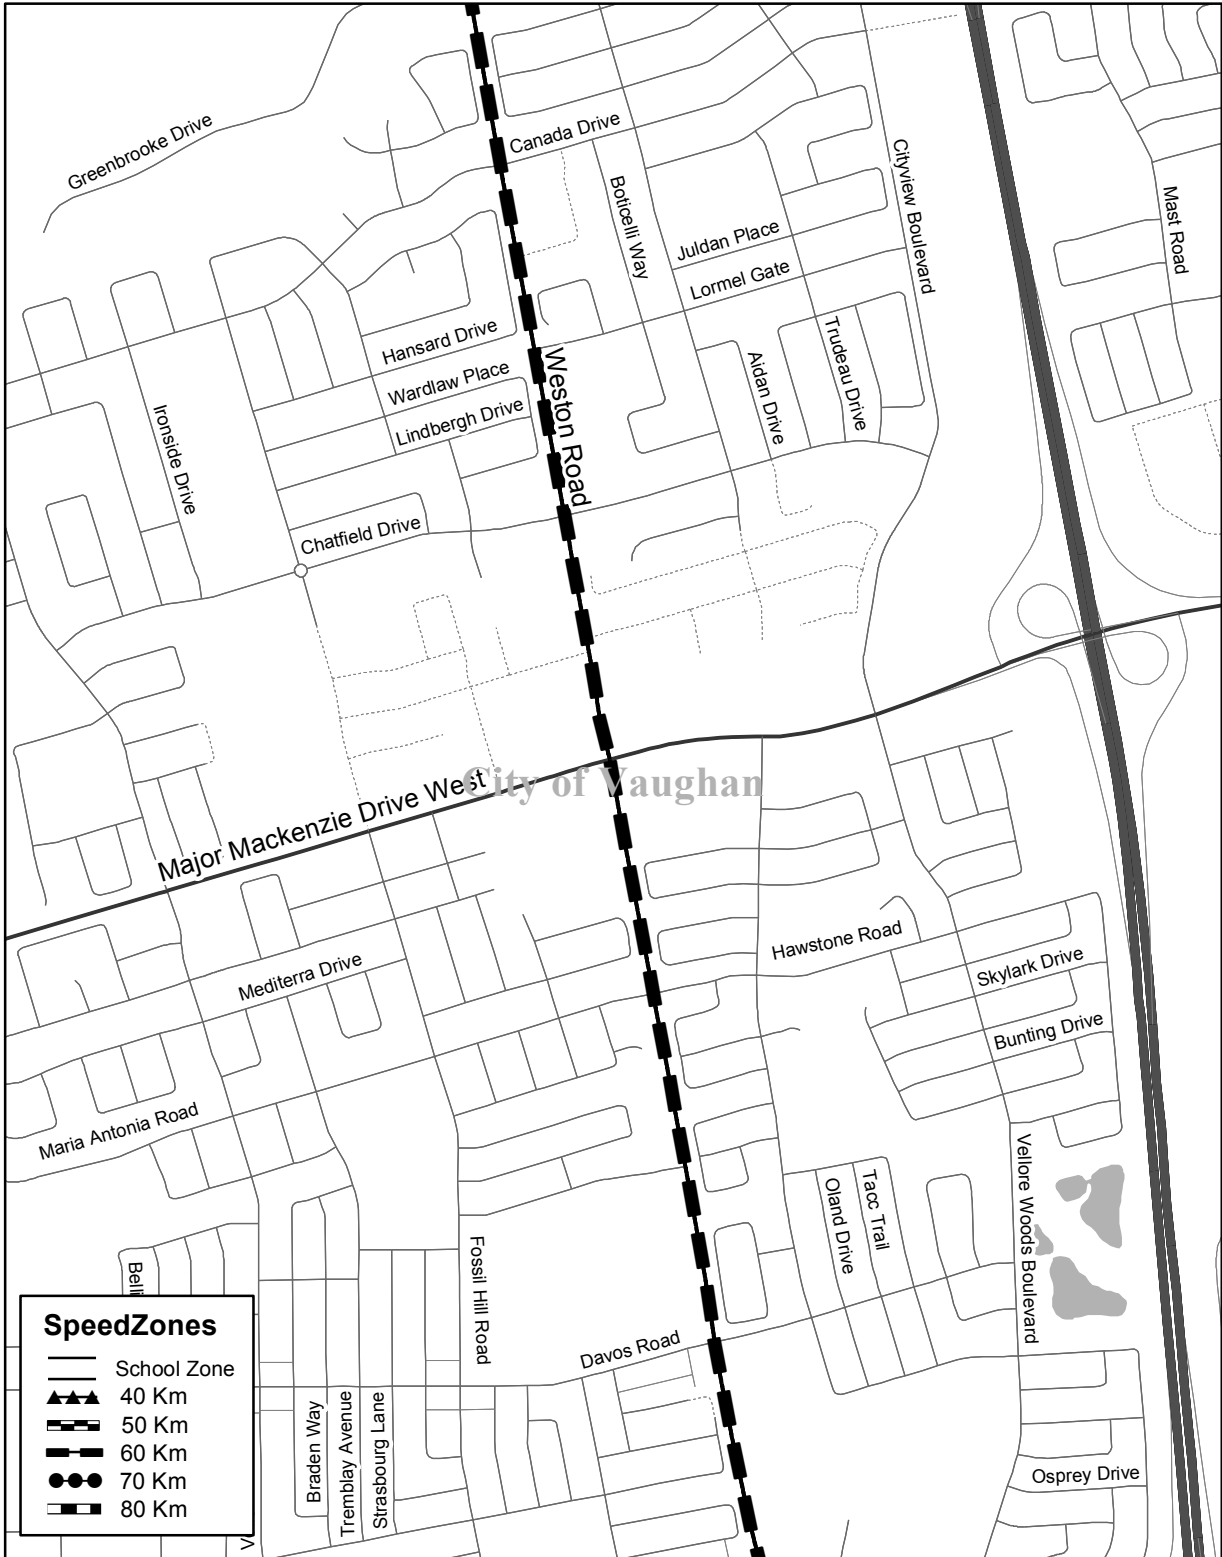 Greenbrooke Drive
Canada Drive
Cityview Boulevard
Boticelli Way
Mast Road
Juldan Place
Lormel Gate
Hansard Drive
Wardlaw Place
Lindbergh Drive
Weston Road
Aidan Drive
Trudeau Drive
Ironside Drive
Chatfield Drive
City of Vaughan
Major Mackenzie Drive West
Hawstone Road
Skylark Drive
Mediterra Drive
Bunting Drive
Maria Antonia Road
Vellore Woods Boulevard
Tacc Trail
Oland Drive
Fossil Hill Road
Belli
Davos Road
Braden Way
Tremblay Avenue
Strasbourg Lane
Osprey Drive
SpeedZones
School Zone
40 Km
50 Km
60 Km
70 Km
80 Km